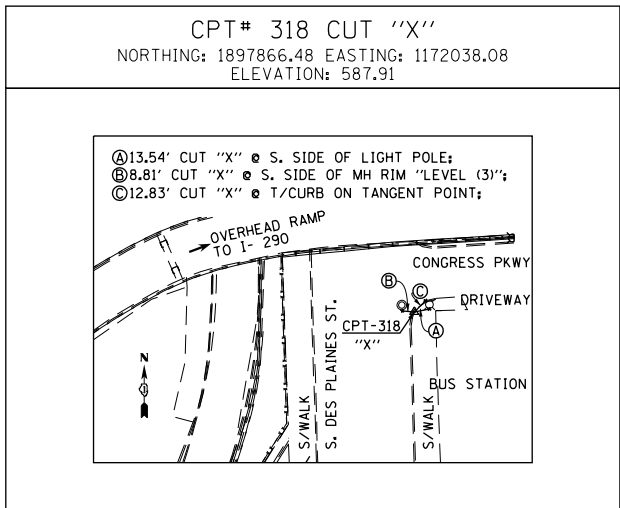 CPT# 318 CUT "X"
NORTHING: 1897866.48 EASTING: 1172038.08
ELEVATION: 587.91
Ⓐ13.54' CUT "X" @ S. SIDE OF LIGHT POLE;
Ⓑ8.81' CUT "X" @ S. SIDE OF MH RIM "LEVEL (3)";
Ⓒ12.83' CUT "X" @ T/CURB ON TANGENT POINT;
OVERHEAD RAMP
TO I- 290
CONGRESS PKWY
Ⓑ
Ⓒ
DRIVEWAY
CPT-318
"X"
Ⓐ
N
BUS STATION
S/WALK
S. DES PLAINES ST.
S/WALK